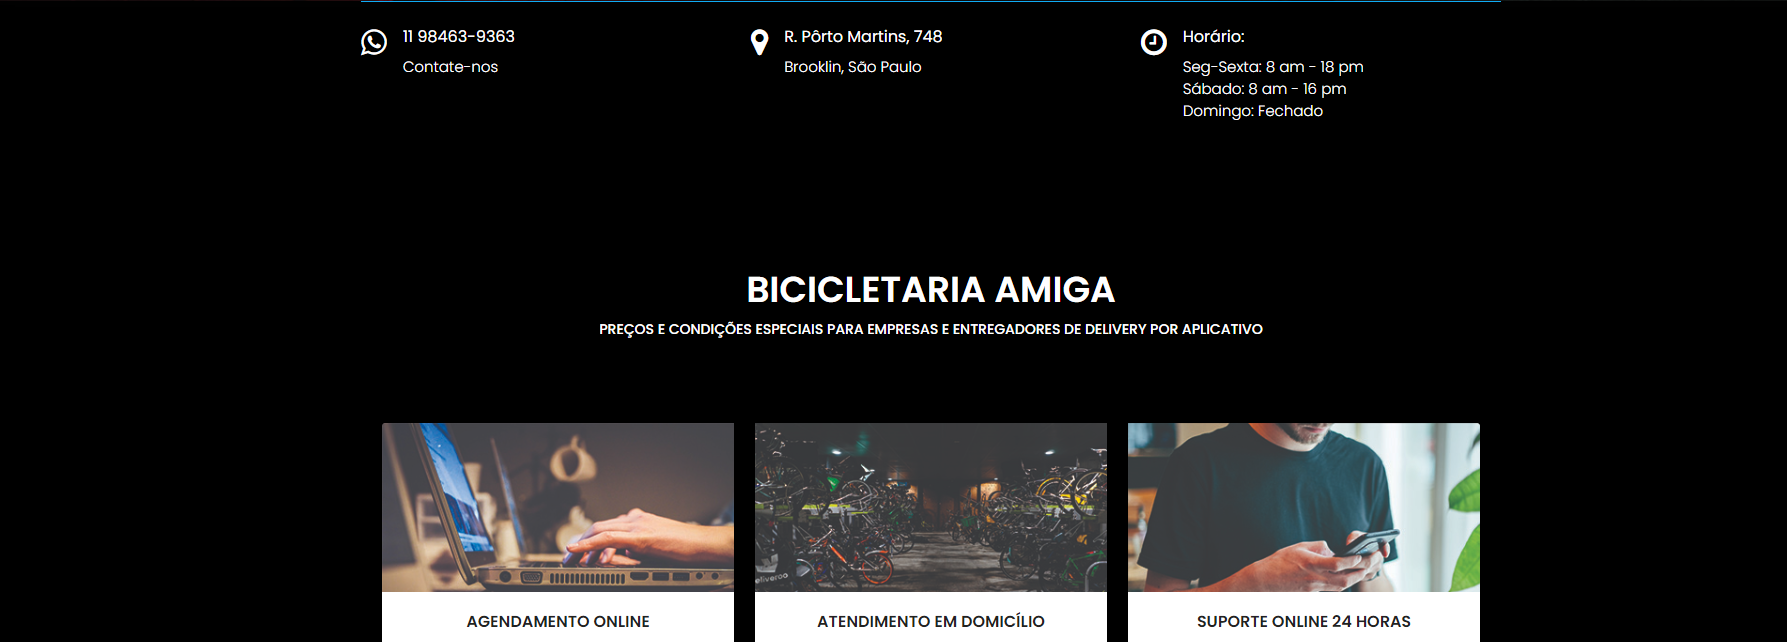 11 98463-9363
Contate-nos
R. Pôrto Martins, 748
Brooklin, São Paulo
Horário:
Seg-Sexta: 8 am - 18 pm
Sábado: 8 am - 16 pm
Domingo: Fechado
BICICLETARIA AMIGA
PREÇOS E CONDIÇÕES ESPECIAIS PARA EMPRESAS E ENTREGADORES DE DELIVERY POR APLICATIVO
eliveroo
AGENDAMENTO ONLINE
ATENDIMENTO EM DOMICÍLIO
SUPORTE ONLINE 24 HORAS